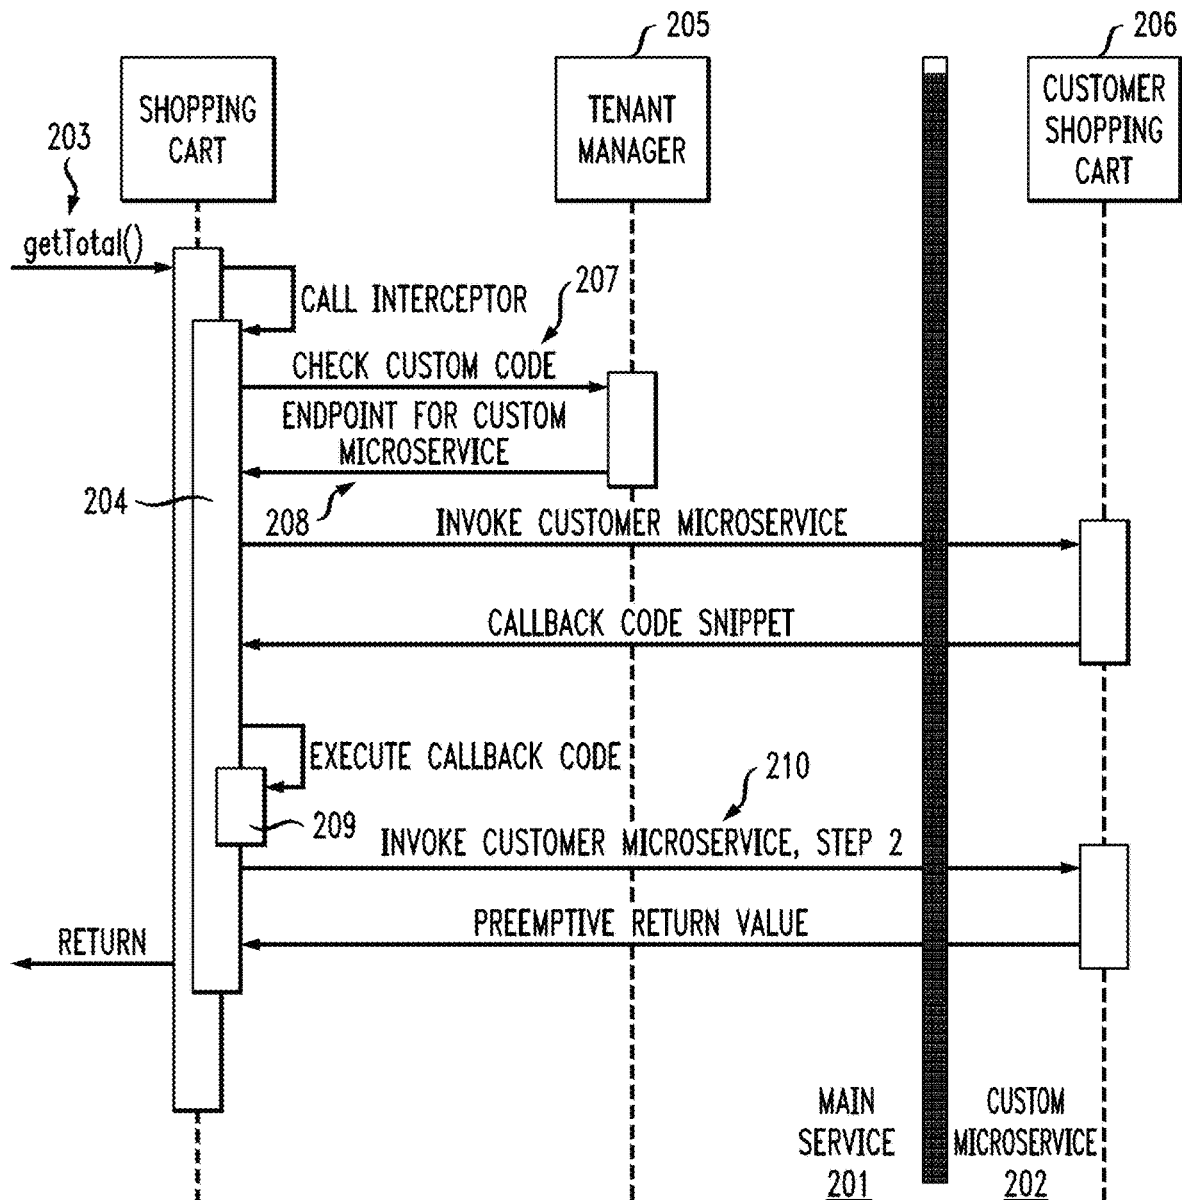 205
206
SHOPPING
CART
TENANT
MANAGER
CUSTOMER
SHOPPING
CART
203
getTotal()
CALL INTERCEPTOR
207
CHECK CUSTOM CODE
ENDPOINT FOR CUSTOM
MICROSERVICE
204
208
INVOKE CUSTOMER MICROSERVICE
CALLBACK CODE SNIPPET
EXECUTE CALLBACK CODE
210
209
INVOKE CUSTOMER MICROSERVICE, STEP 2
PREEMPTIVE RETURN VALUE
RETURN
MAIN
SERVICE
201
CUSTOM
MICROSERVICE
202